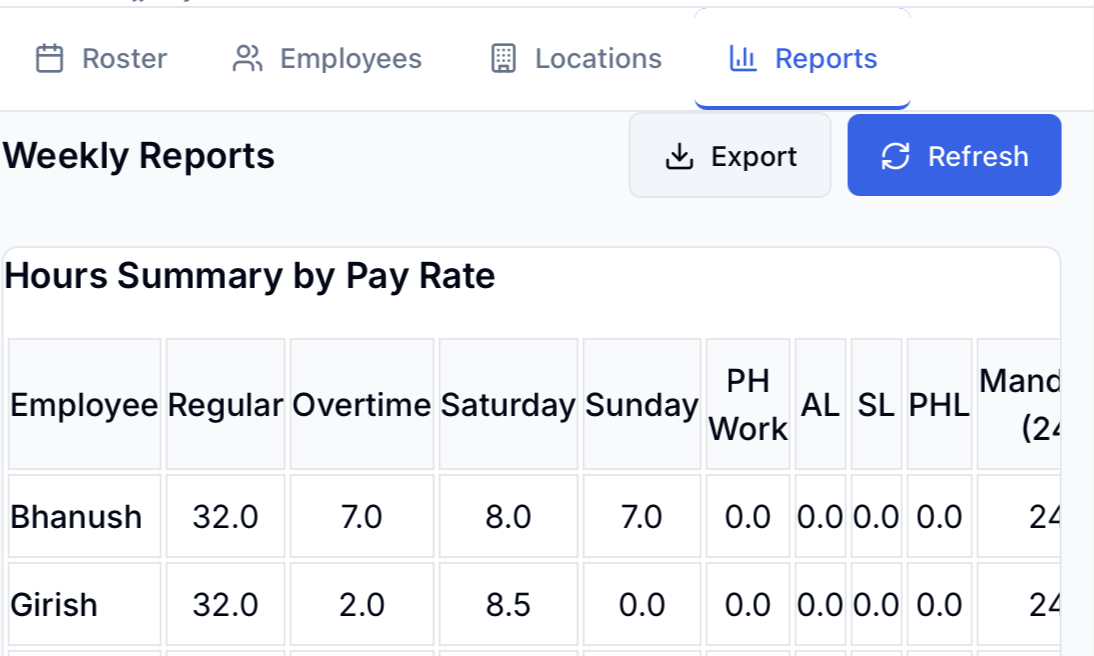 Roster Employees Locations Reports
Weekly Reports Export Refresh
Hours Summary by Pay Rate
Employee Regular Overtime Saturday Sunday PH Work AL SL PHL (24
Bhanush 32.0 7.0 8.0 7.0 0.0 0.0 0.0 0.0 24
Girish 32.0 2.0 8.5 0.0 0.0 0.0 0.0 0.0 24